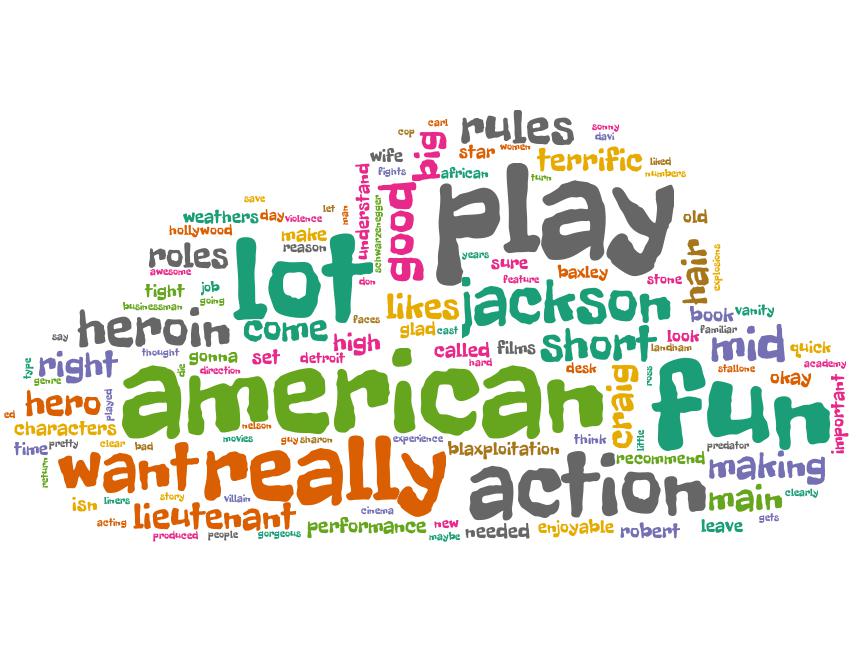 carl
cop
rules
sonny
davi
big
wife
star
women
terrific
liked
fights
african
turn
numbers
understand
good
play
save
let
man
schwarzenegger
weathers
day
violence
old
hollywood
make
reason
hair
explosions
roles
lot
years
sure
awesome
feature
baxley
stone
tight
job
don
going
businessman
likes
jackson
book
vanity
heroin
come
faces
glad
cast
familiar
say
high
short
look
mid
quick
thought
gonna
set
detroit
called
films
landham
type
right
die
direction
hard
desk
ross
stallone
academy
genre
okay
american
craig
fun
important
hero
played
ed
characters
nelson
little
time
pretty
clear
bad
movies
guy
sharon
experience
blaxploitation
think
predator
return
want
really
recommend
making
action
isn
liners
story
villain
main
clearly
acting
lieutenant
cinema
gets
performance
new
needed
enjoyable
robert
leave
produced
people
gorgeous
maybe